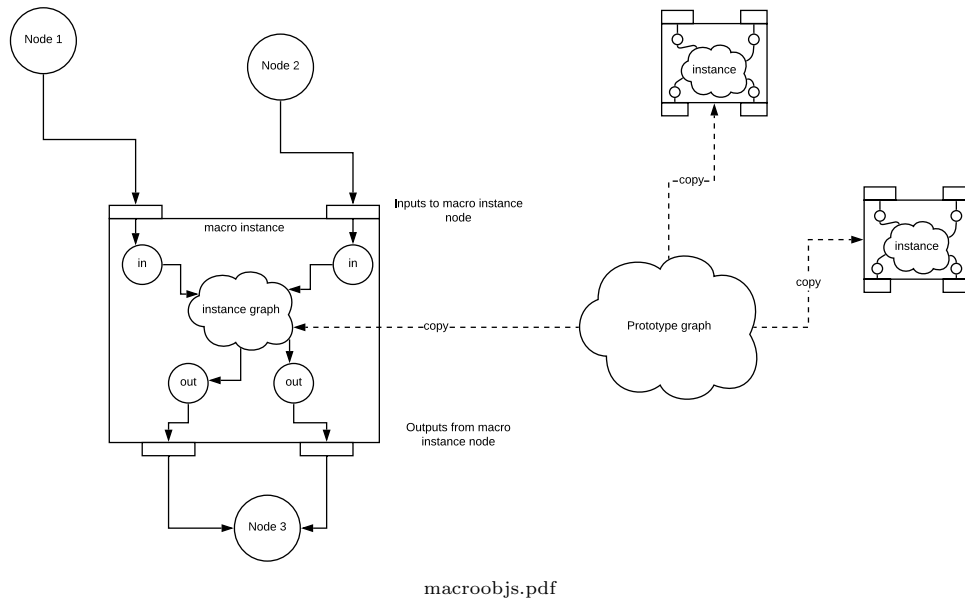 Node 1
Node 2
instance
copy
Inputs to macro instance
node
macro instance
instance
in
in
copy
instance graph
copy
Prototype graph
out
out
Outputs from macro
instance node
Node 3
macroobjs.pdf